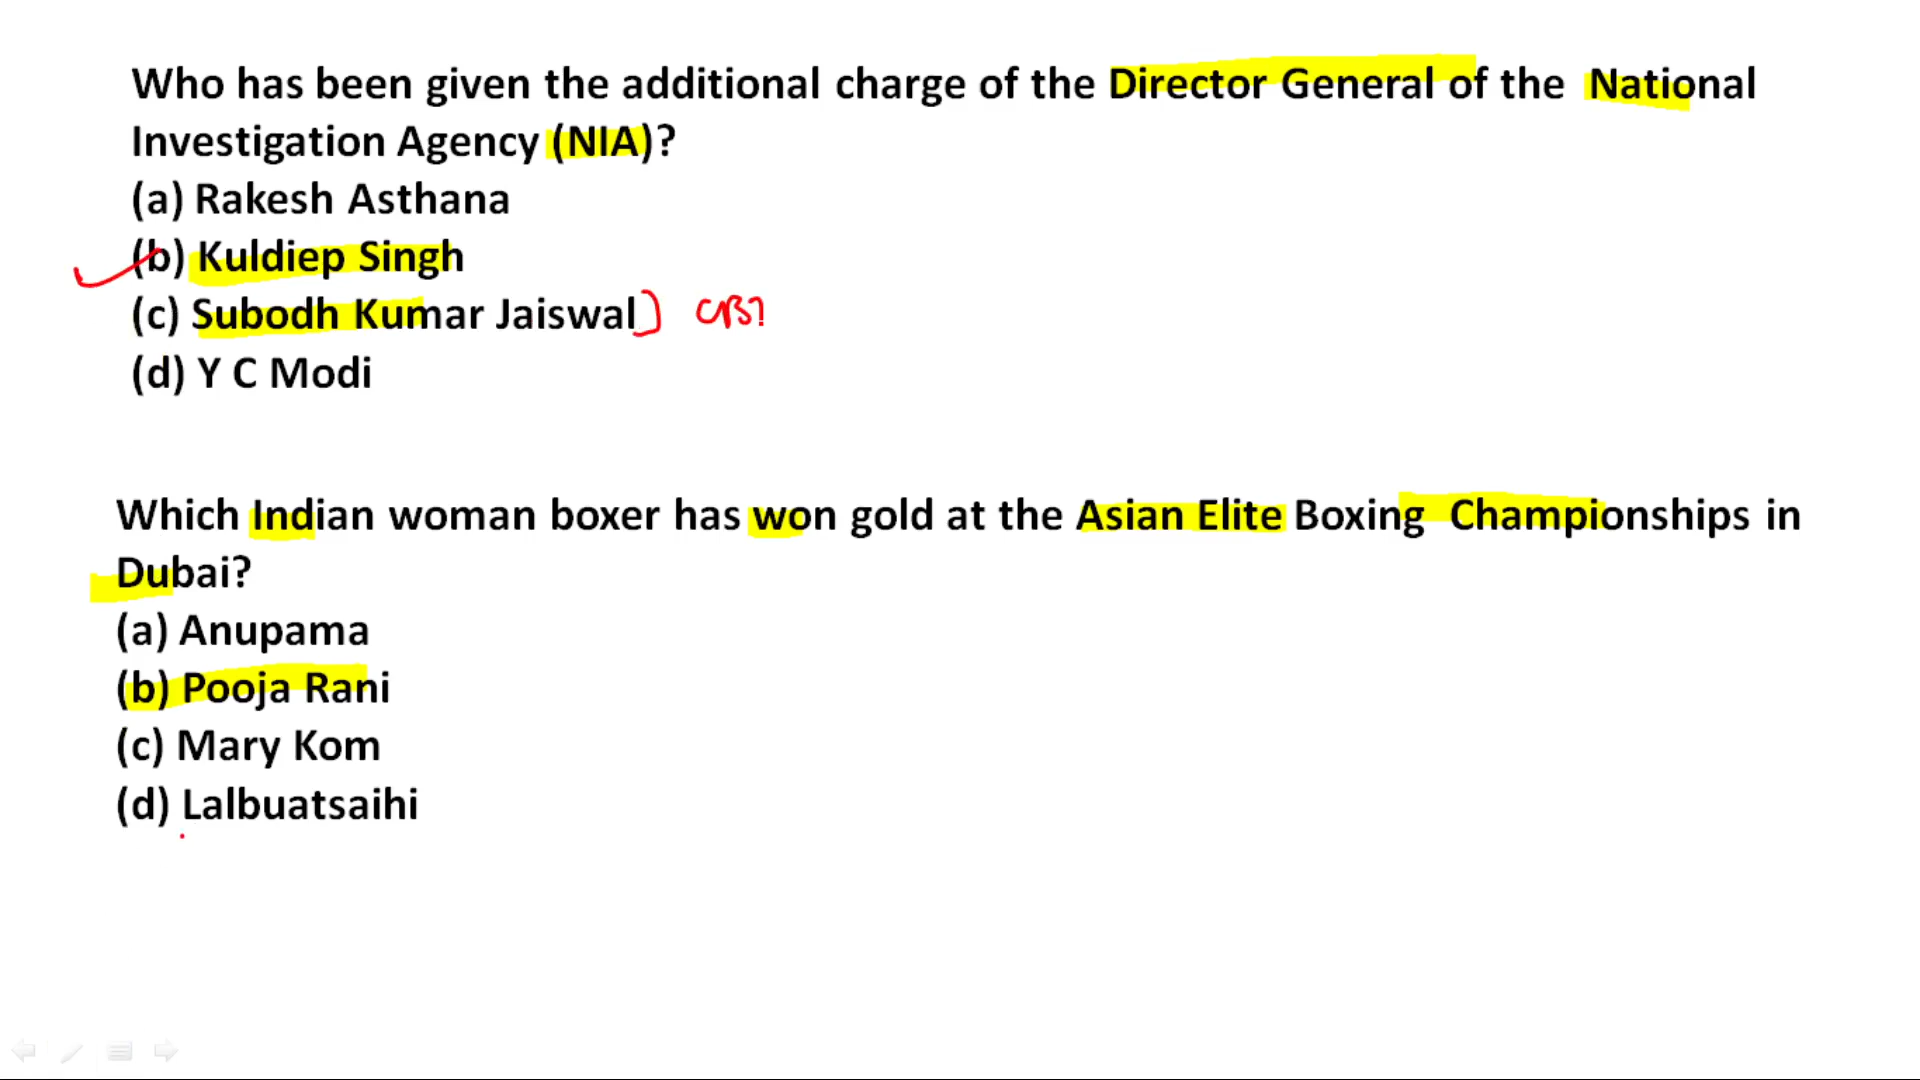 Who has been given the additional charge of the Director General of the National
Investigation Agency (NIA)?
(a) Rakesh Asthana
(b) Kuldiep Singh
(c) Subodh Kumar Jaiswal] CBI
(d) Y C Modi
Which Indian woman boxer has won gold at the Asian Elite Boxing Championships in
Dubai?
(a) Anupama
(b) Pooja Rani
(c) Mary Kom
(d) Lalbuatsaihi